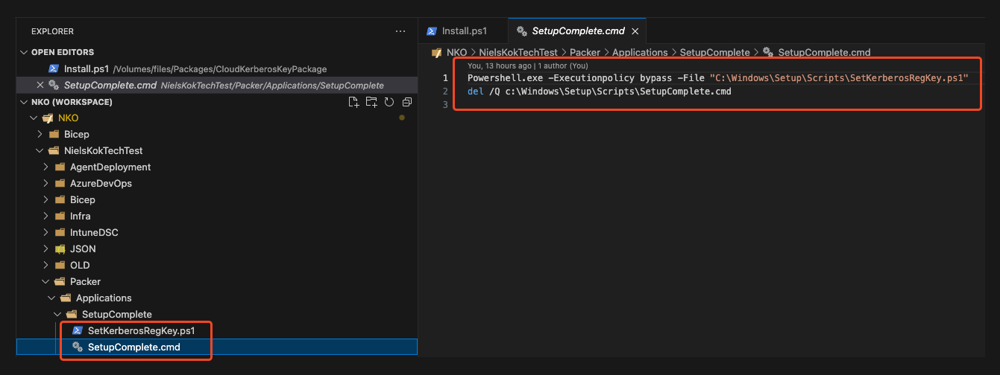 EXPLORER
OPEN EDITORS
Install.ps1 /Volumes/files/Packages/CloudKerberosKeyPackage
SetupComplete.cmd NielsKokTechTest/Packer/Applications/SetupComplete
NKO (WORKSPACE)
NKO
Bicep
NielsKokTechTest
AgentDeployment
AzureDevOps
Bicep
Infra
IntuneDSC
JSON
OLD
Packer
Applications
SetupComplete
SetKerberosRegKey.ps1
SetupComplete.cmd
Install.ps1 SetupComplete.cmd
NKO > NielsKokTechTest > Packer > Applications > SetupComplete > SetupComplete.cmd
You, 13 hours ago | 1 author (You)
1 Powershell.exe -Executionpolicy bypass -File "C:\Windows\Setup\Scripts\SetKerberosRegKey.ps1"
2 del /Q c:\Windows\Setup\Scripts\SetupComplete.cmd
3